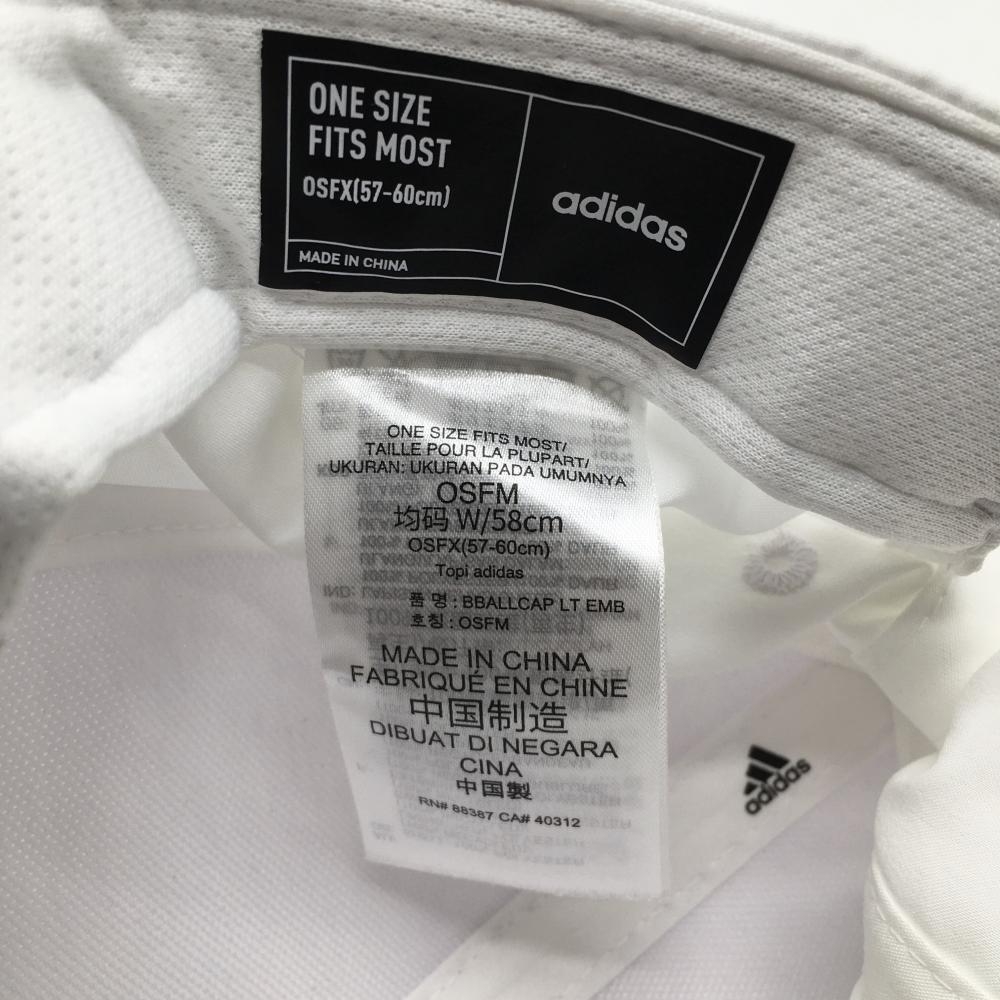 ONE SIZE
FITS MOST
OSFX(57-60cm)
MADE IN CHINA
adidas
ONE SIZE FITS MOST/
TAILLE POUR LA PLUPART/
UKURAN: UKURAN PADA UMUMNYA
OSFM
均码 W/58cm
OSFX(57-60cm)
Topi adidas
품 명 : BBALLCAP LT EMB
호칭 : OSFM
MADE IN CHINA
FABRIQUÉ EN CHINE
中国制造
DIBUAT DI NEGARA
CINA
中国製
RN# 88387 CA# 40312
adidas